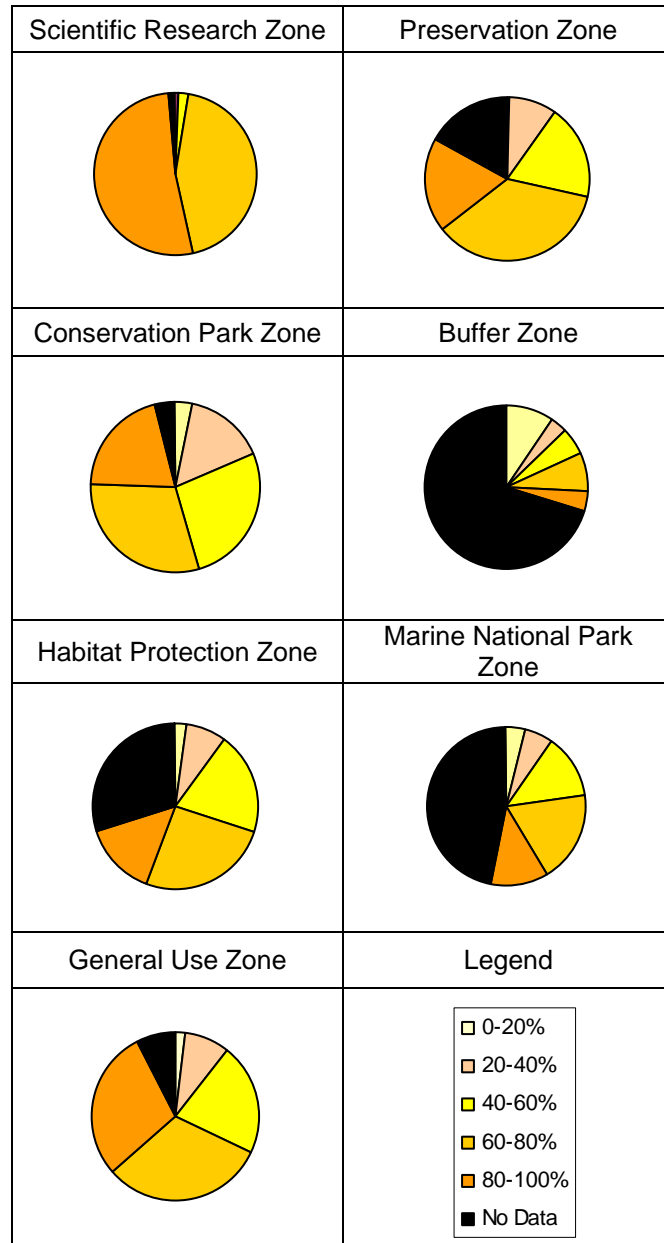 Scientific Research Zone
Preservation Zone
Conservation Park Zone
Buffer Zone
Habitat Protection Zone
Marine National Park
Zone
General Use Zone
Legend
0-20%
20-40%
40-60%
60-80%
80-100%
No Data